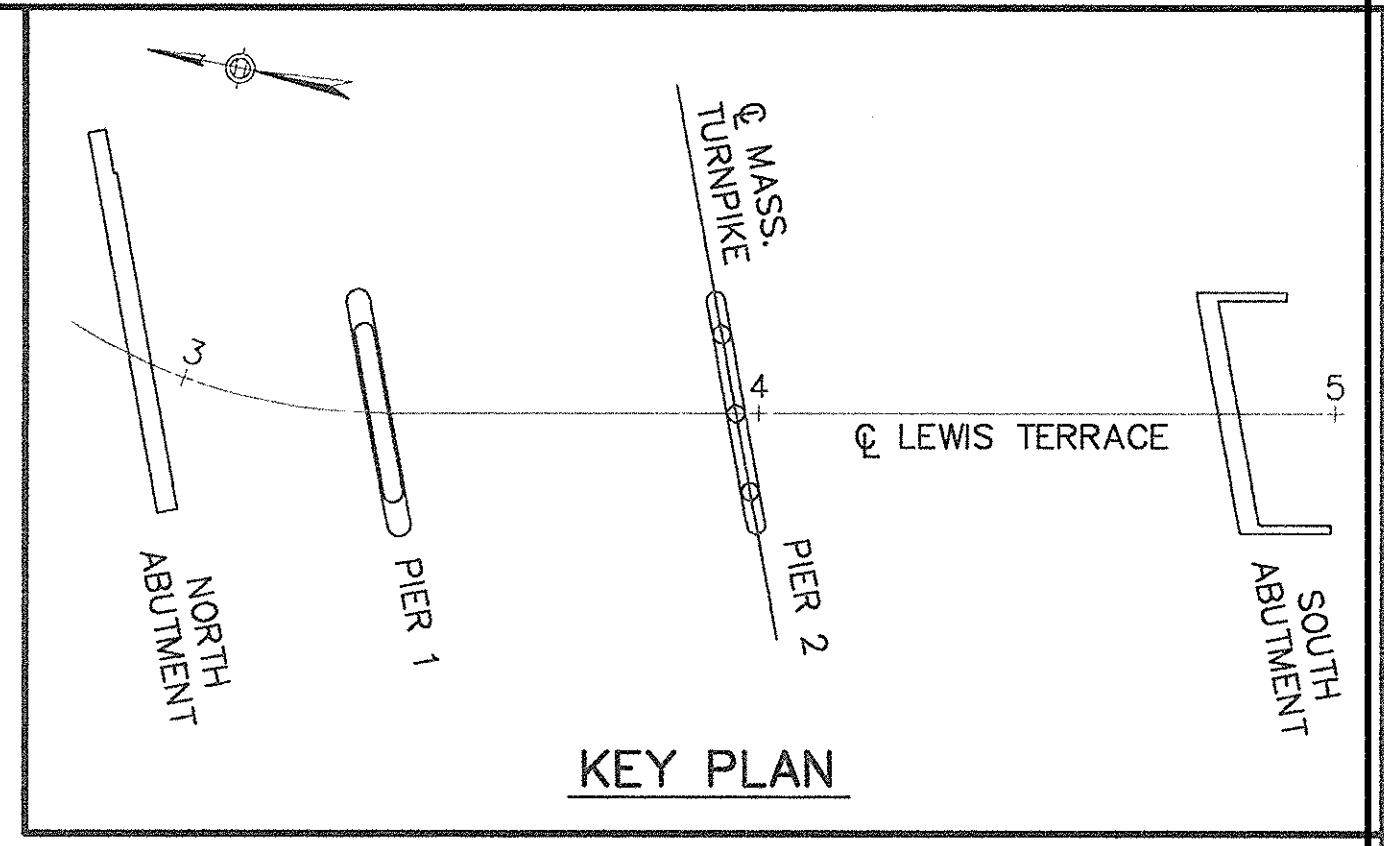 ℄ MASS.
TURNPIKE
3
4
5
℄ LEWIS TERRACE
NORTH
ABUTMENT
PIER 1
PIER 2
SOUTH
ABUTMENT
KEY PLAN